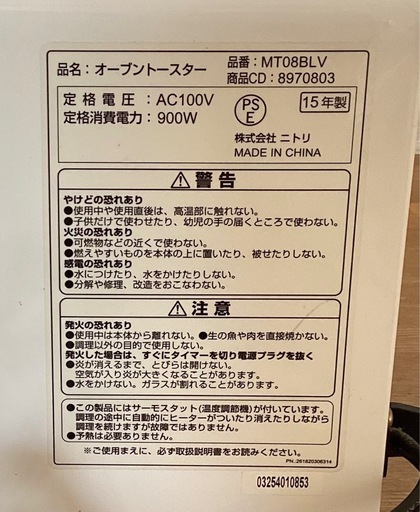 品名：オーブントースター
品番：MT08BLV
商品CD：8970803
定格電圧：AC100V
定格消費電力：900W
PS
E
15年製
株式会社 ニトリ
MADE IN CHINA
警告
やけどの恐れあり
●使用中や使用直後は、高温部に触れない。
●子供だけで使わせたり、幼児の手の届くところで使わない。
火災の恐れあり
●可燃物などの近くで使わない。
●燃えやすいものを本体の上に置いたり、被せたりしない。
感電の恐れあり
●水につけたり、水をかけたりしない。
●分解や修理、改造をおこなわない。
注意
発火の恐れあり
●使用中は本体から離れない。●生の魚や肉を直接焼かない。
●調理以外の目的で使用しない。
発火した場合は、すぐにタイマーを切り電源プラグを抜く
●炎が消えるまで、とびらは開けない。
空気が入り炎が大きくなることがあります。
●水をかけない。ガラスが割れることがあります。
●この製品にはサーモスタット(温度調節機)が付いています。
調理の途中に自動的にヒーターがついたり消えたりしながら
調理を続けますが故障ではありません。
●予熱は必要ありません。
※ご使用まえに、必ず取扱説明書をお読みください。
PN.:261820306314
03254010853